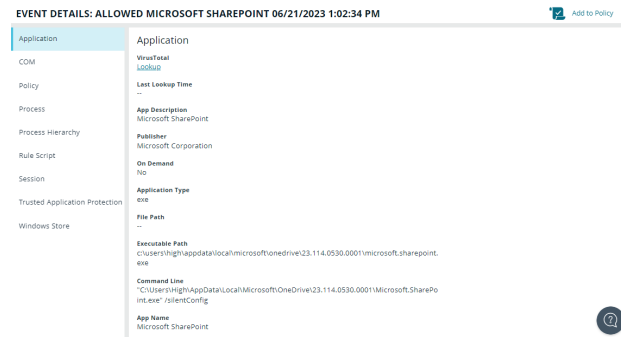 EVENT DETAILS: ALLOWED MICROSOFT SHAREPOINT 06/21/2023 1:02:34 PM
Add to Policy
Application
COM
Policy
Process
Process Hierarchy
Rule Script
Session
Trusted Application Protection
Windows Store
Application
VirusTotal
Lookup
Last Lookup Time
--
App Description
Microsoft SharePoint
Publisher
Microsoft Corporation
On Demand
No
Application Type
exe
File Path
--
Executable Path
c:\users\high\appdata\local\microsoft\onedrive\23.114.0530.0001\microsoft.sharepoint.
exe
Command Line
"C:\Users\High\AppData\Local\Microsoft\OneDrive\23.114.0530.0001\Microsoft.SharePo
int.exe" /silentConfig
App Name
Microsoft SharePoint